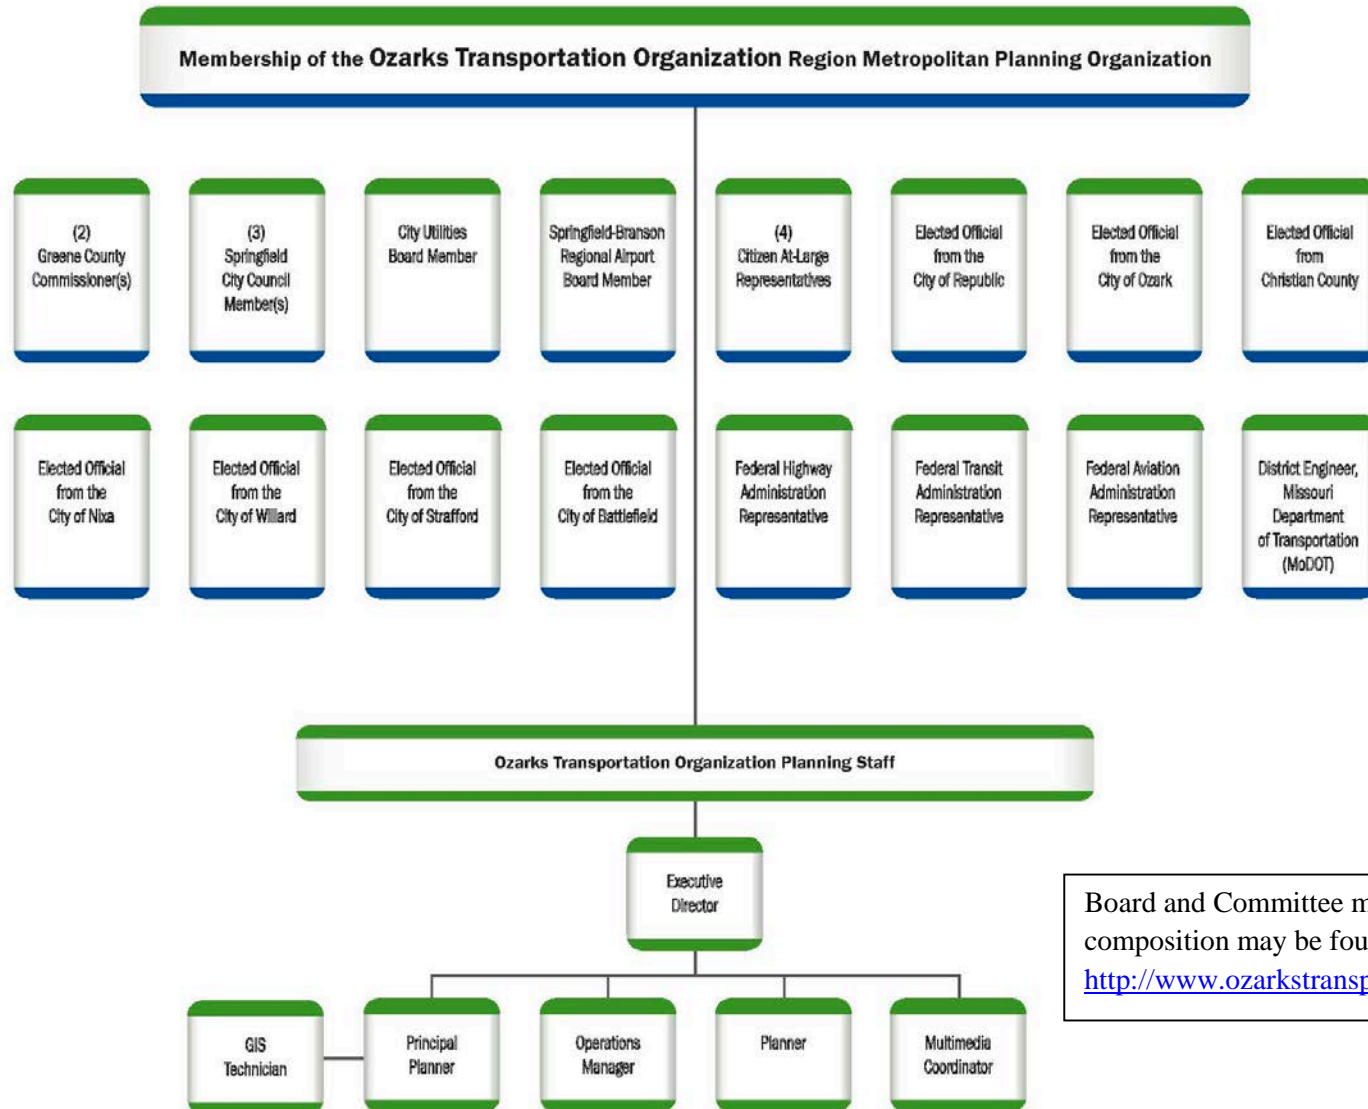 Membership of the Ozarks Transportation Organization Region Metropolitan Planning Organization
(2)
Greene County
Commissioner(s)
(3)
Springfield
City Council
Member(s)
City Utilities
Board Member
Springfield-Branson
Regional Airport
Board Member
(4)
Citizen At-Large
Representatives
Elected Official
from the
City of Republic
Elected Official
from the
City of Ozark
Elected Official
from
Christian County
Elected Official
from the
City of Nixa
Elected Official
from the
City of Willard
Elected Official
from the
City of Strafford
Elected Official
from the
City of Battlefield
Federal Highway
Administration
Representative
Federal Transit
Administration
Representative
Federal Aviation
Administration
Representative
District Engineer,
Missouri
Department
of Transportation
(MoDOT)
Ozarks Transportation Organization Planning Staff
Executive
Director
GIS
Technician
Principal
Planner
Operations
Manager
Planner
Multimedia
Coordinator
Board and Committee
composition may be
http://www.ozarkstransp